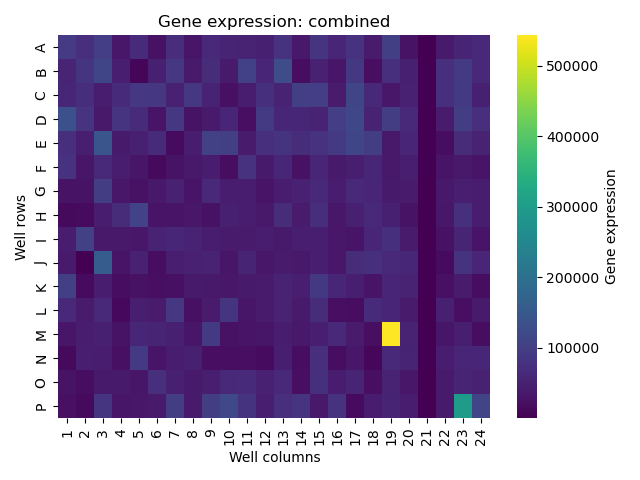 Gene expression: combined
Well rows
A
B
C
D
E
F
G
H
I
J
K
L
M
N
O
P
1 2 3 4 5 6 7 8 9 10 11 12 13 14 15 16 17 18 19 20 21 22 23 24
Well columns
500000
400000
300000
200000
100000
Gene expression